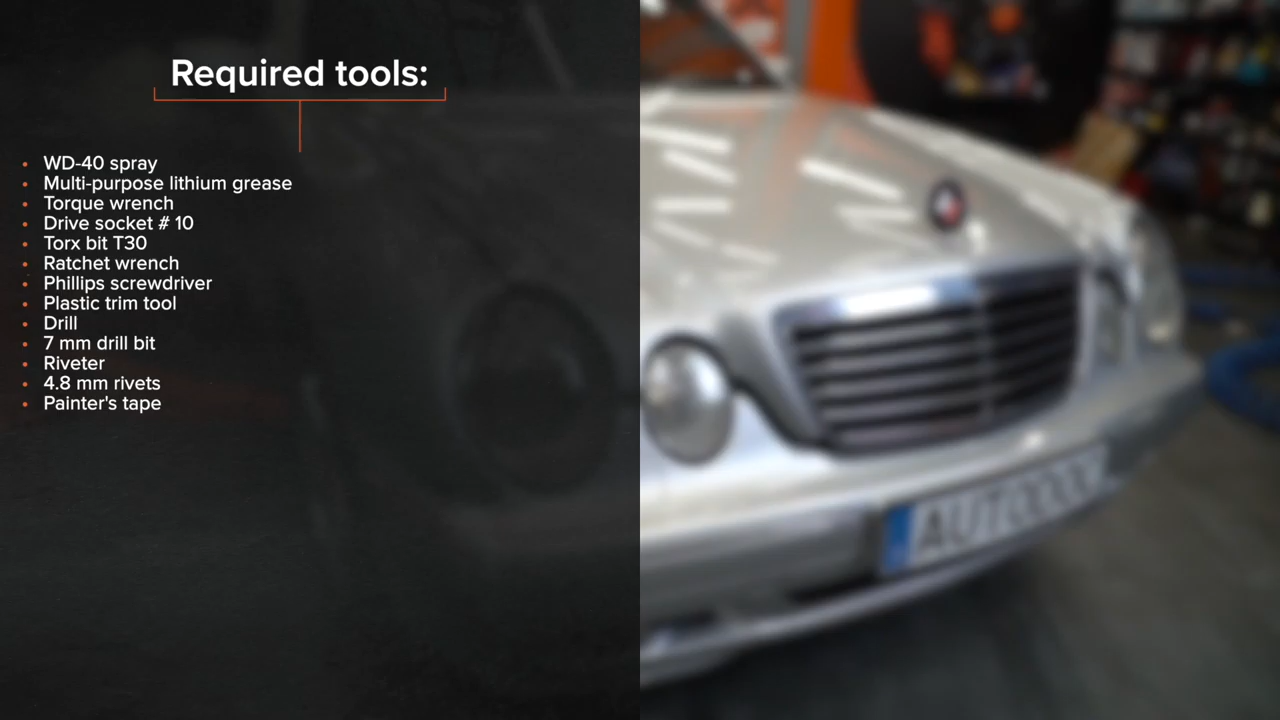 Required tools:
WD-40 spray
Multi-purpose lithium grease
Torque wrench
Drive socket # 10
Torx bit T30
Ratchet wrench
Phillips screwdriver
Plastic trim tool
Drill
7 mm drill bit
Riveter
4.8 mm rivets
Painter's tape